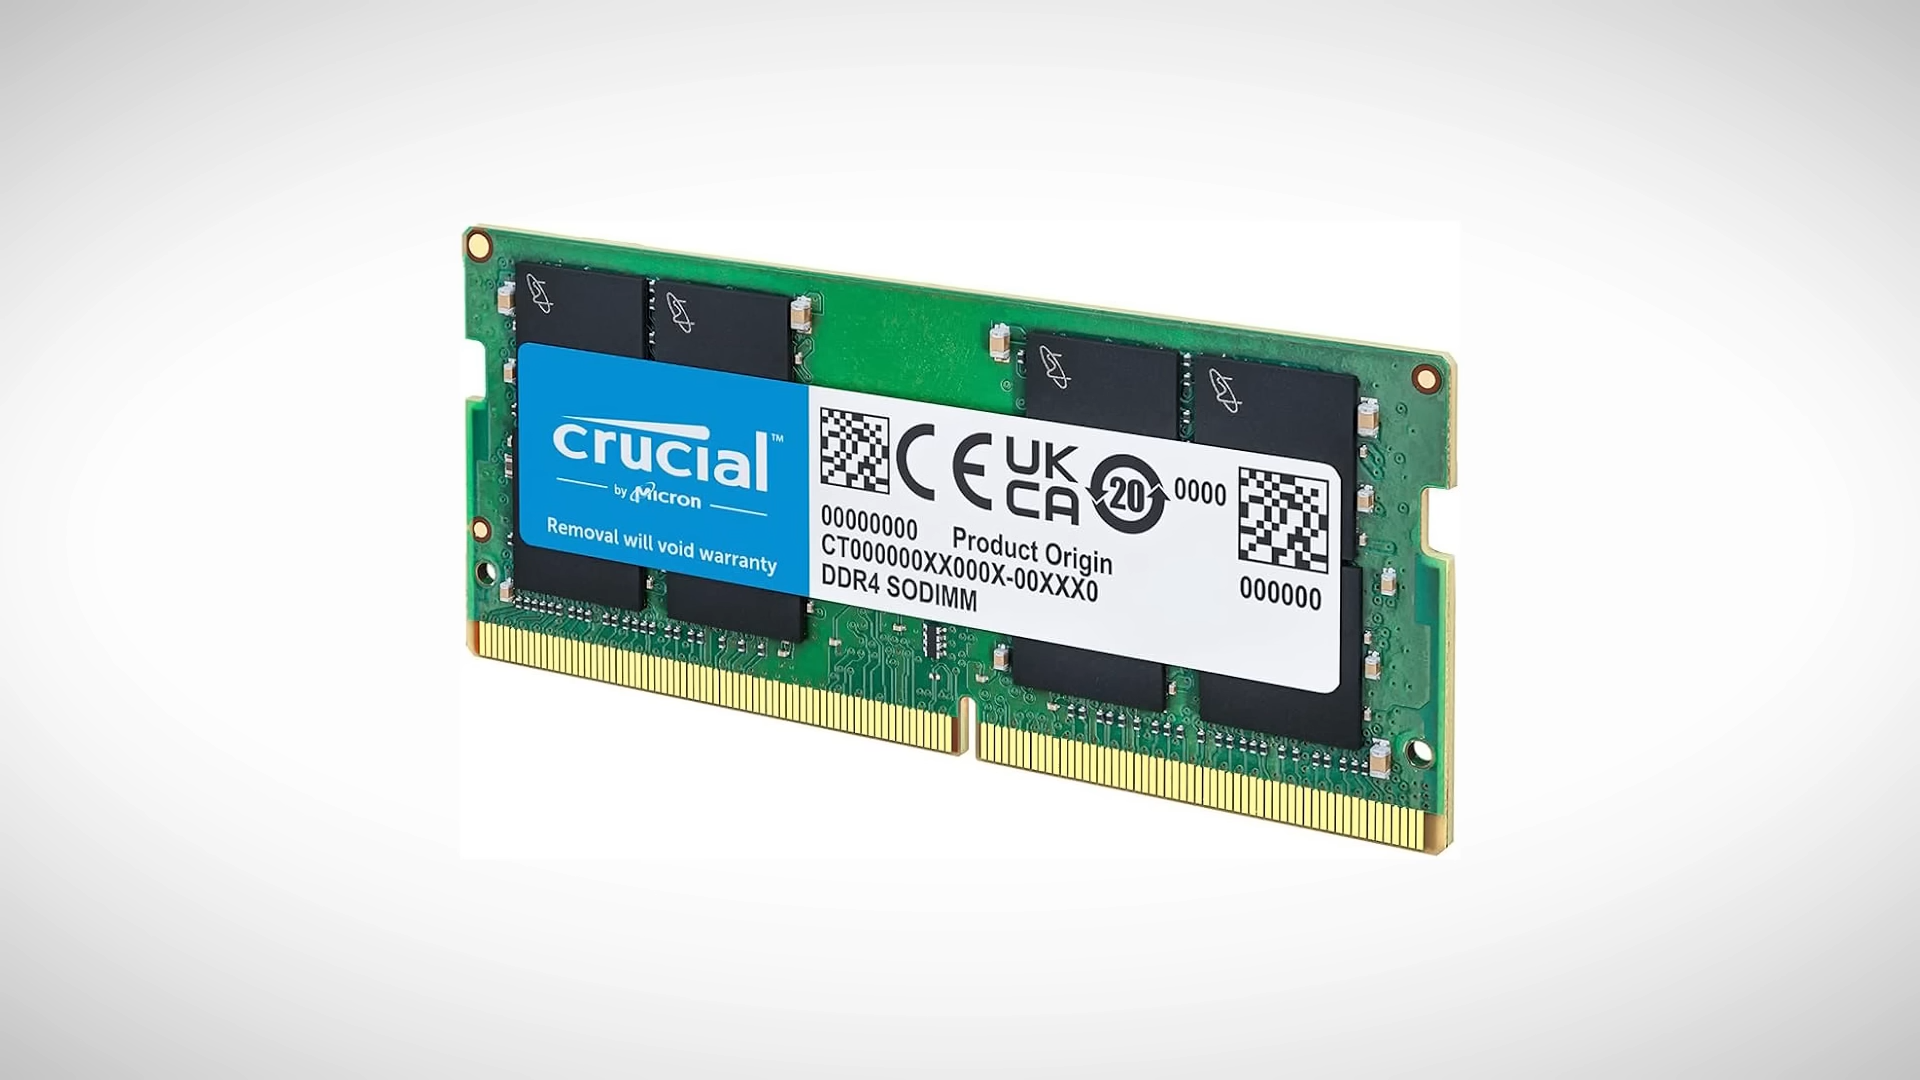 crucial™
by Micron
Removal will void warranty
CE
UK
CA
20
0000
00000000
Product Origin
CT000000XX000X-00XXX0
DDR4 SODIMM
000000